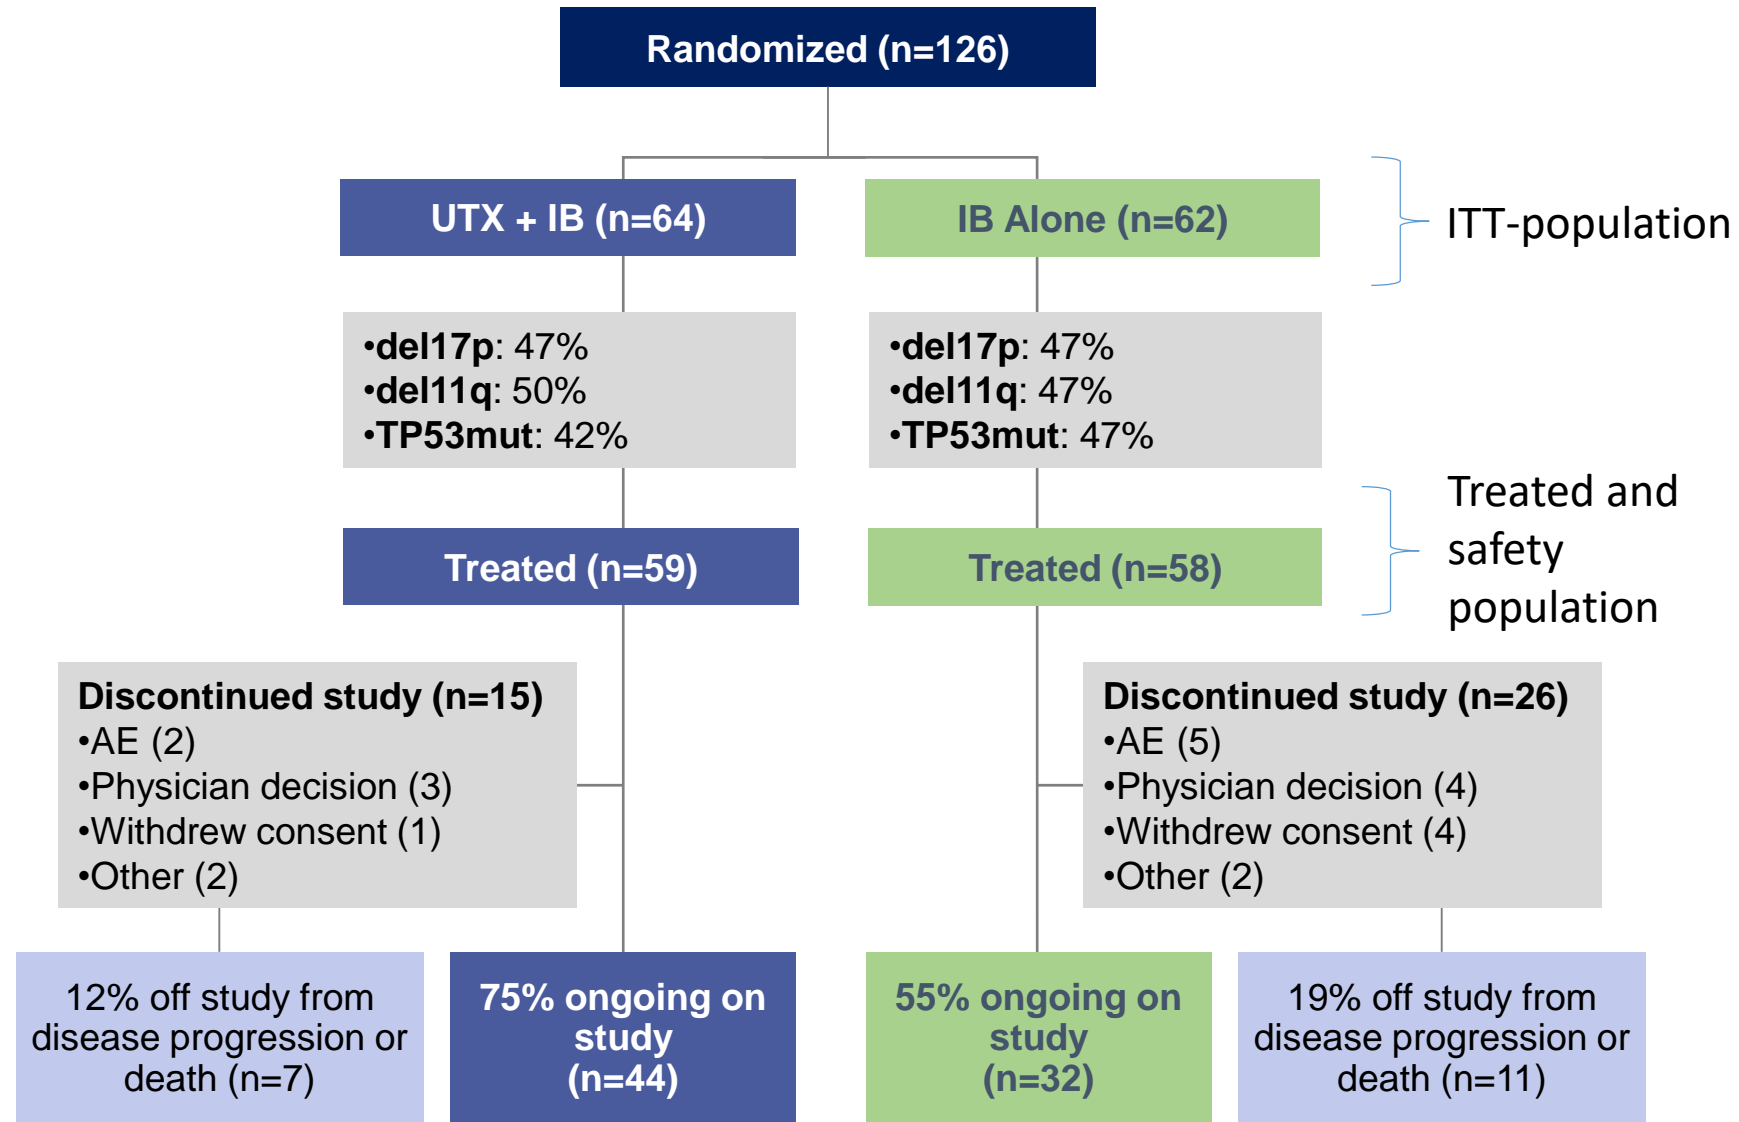 Randomized (n=126)
UTX + IB (n=64)
IB Alone (n=62)
ITT-population
•del17p: 47%
•del11q: 50%
•TP53mut: 42%
•del17p: 47%
•del11q: 47%
•TP53mut: 47%
Treated (n=59)
Treated (n=58)
Treated and
safety
population
Discontinued study (n=15)
•AE (2)
•Physician decision (3)
•Withdrew consent (1)
•Other (2)
Discontinued study (n=26)
•AE (5)
•Physician decision (4)
•Withdrew consent (4)
•Other (2)
12% off study from
disease progression or
death (n=7)
75% ongoing on
study
(n=44)
55% ongoing on
study
(n=32)
19% off study from
disease progression or
death (n=11)